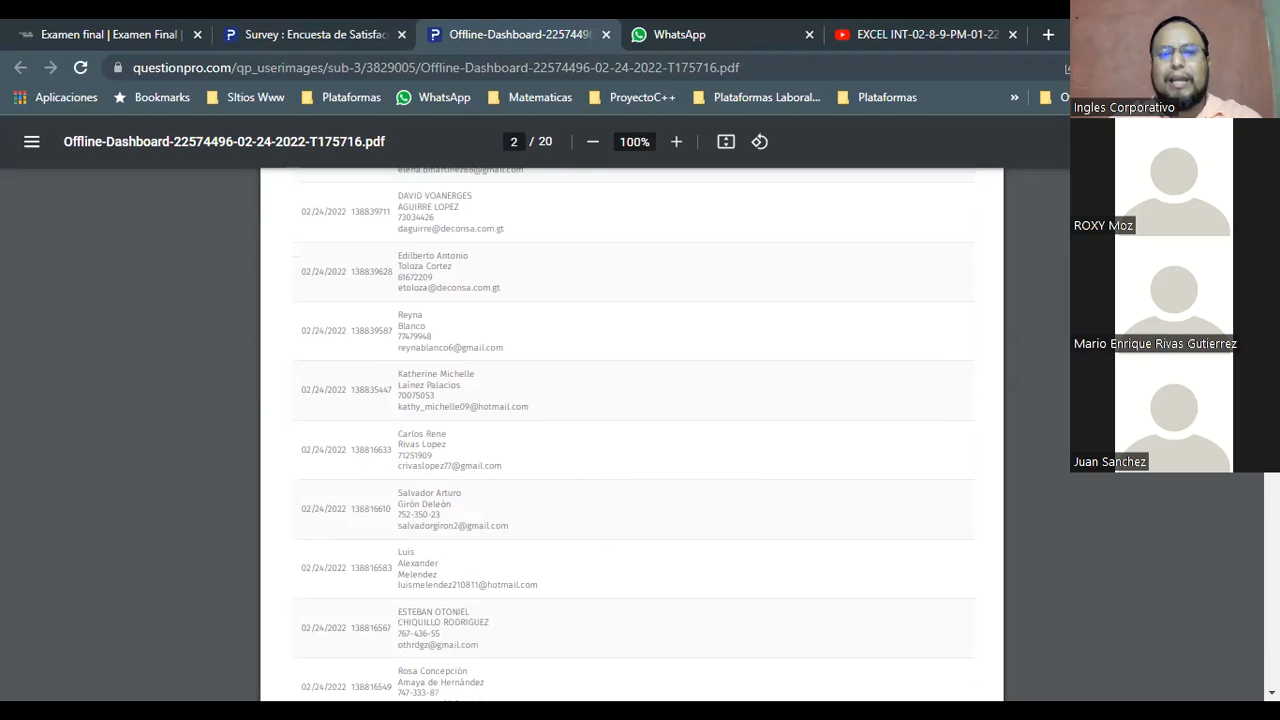 Examen final | Examen Final
Survey : Encuesta de Satisfac
Offline-Dashboard-22574496
WhatsApp
EXCEL INT-02-8-9-PM-01-22
questionpro.com/qp_userimages/sub-3/3829005/Offline-Dashboard-22574496-02-24-2022-T175716.pdf
Aplicaciones
Bookmarks
SItios Www
Plataformas
WhatsApp
Matematicas
ProyectoC++
Plataformas Laboral...
Plataformas
»
Offline-Dashboard-22574496-02-24-2022-T175716.pdf
2 / 20
100%
elena.bmartinez86@gmail.com
DAVID VOANERGES
AGUIRRE LOPEZ
02/24/2022 138839711
73034426
daguirre@deconsa.com.gt
Edilberto Antonio
Toloza Cortez
02/24/2022 138839628
61672209
etoloza@deconsa.com.gt
Reyna
Blanco
02/24/2022 138839587
77479948
reynablanco6@gmail.com
Katherine Michelle
Laínez Palacios
02/24/2022 138835447
70075053
kathy_michelle09@hotmail.com
Carlos Rene
Rivas Lopez
02/24/2022 138816633
71251909
crivaslopez77@gmail.com
Salvador Arturo
Girón Deleón
02/24/2022 138816610
752-350-23
salvadorgiron2@gmail.com
Luis
Alexander
02/24/2022 138816583
Melendez
luismelendez210811@hotmail.com
ESTEBAN OTONIEL
CHIQUILLO RODRIGUEZ
02/24/2022 138816567
767-436-55
othrdgz@gmail.com
Rosa Concepción
Amaya de Hernández
02/24/2022 138816549
747-333-87
Ingles Corporativo
ROXY Moz
Mario Enrique Rivas Gutierrez
Juan Sanchez